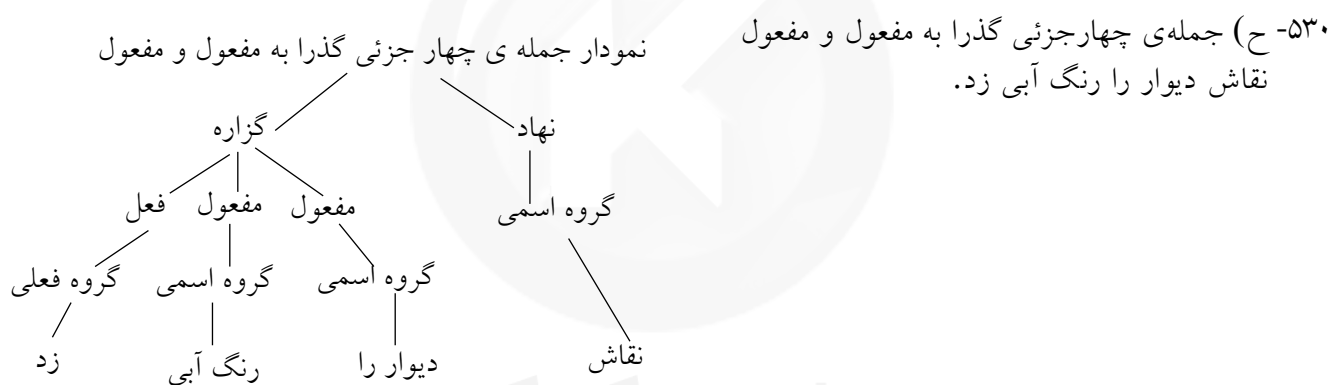 ۵۳۰- ح) جمله‌ی چهارجزئی گذرا به مفعول و مفعول
نقاش دیوار را رنگ آبی زد.
نمودار جمله ی چهار جزئی گذرا به مفعول و مفعول
نهاد گزاره
گروه اسمی مفعول مفعول فعل
گروه اسمی گروه اسمی گروه فعلی
نقاش دیوار را رنگ آبی زد